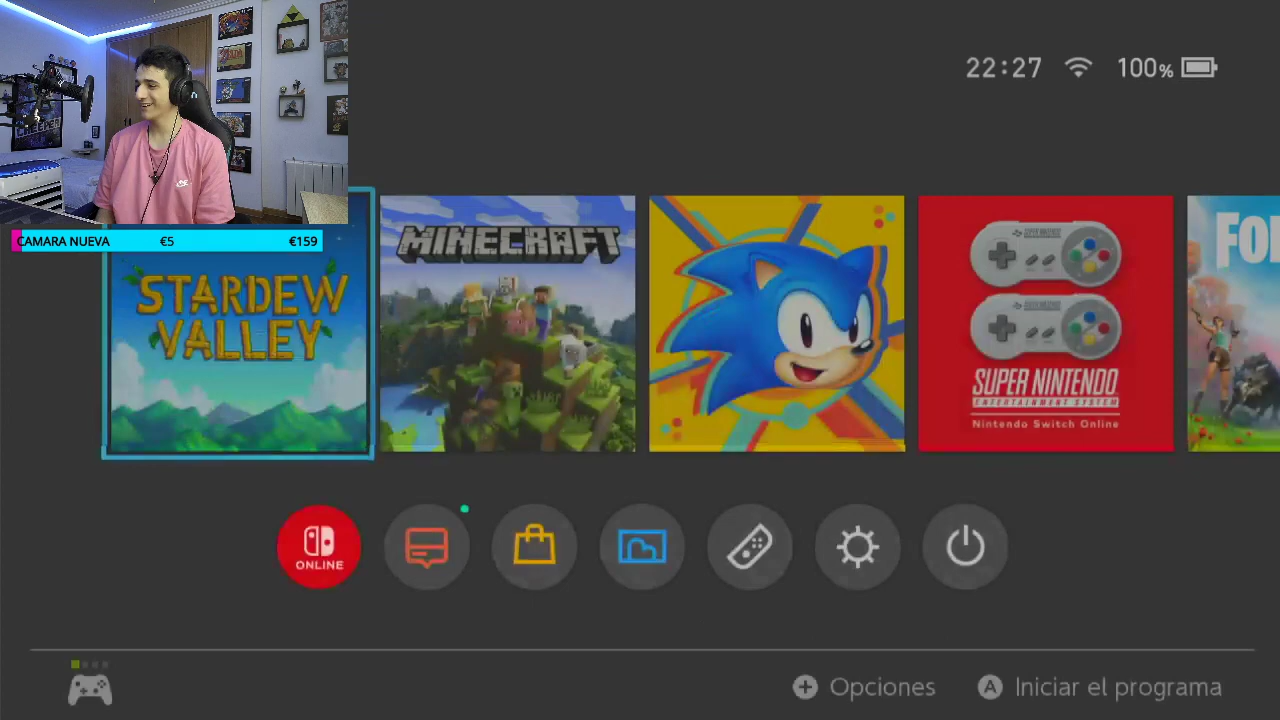 22:27
100%
CREEPER
CAMARA NUEVA €5 €159
STARDEW
VALLEY
MINECRAFT
SUPER NINTENDO
ENTERTAINMENT SYSTEM
Nintendo Switch Online
ONLINE
Opciones
A Iniciar el programa